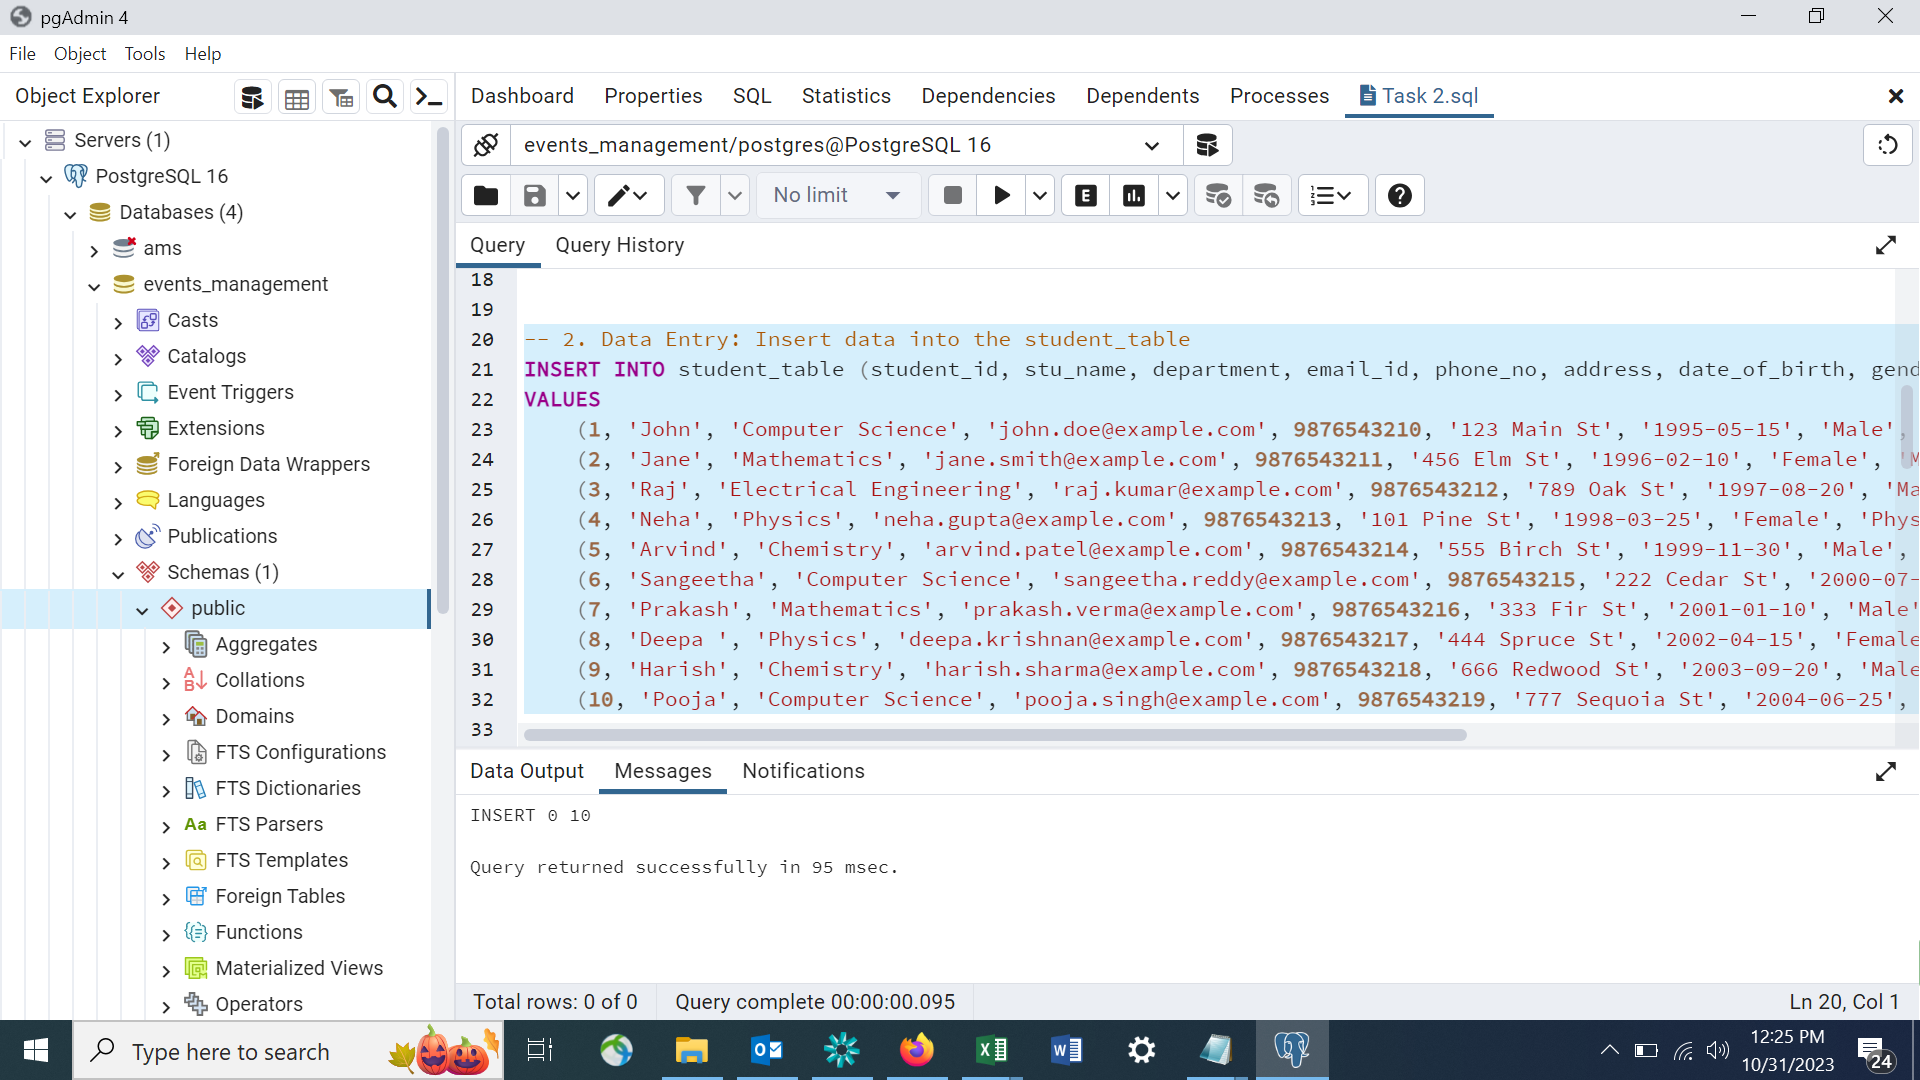 pgAdmin 4
File Object Tools Help
Object Explorer
Dashboard Properties SQL Statistics Dependencies Dependents Processes Task 2.sql
Servers (1)
PostgreSQL 16
Databases (4)
ams
events_management
Casts
Catalogs
Event Triggers
Extensions
Foreign Data Wrappers
Languages
Publications
Schemas (1)
public
Aggregates
Collations
Domains
FTS Configurations
FTS Dictionaries
Aa FTS Parsers
FTS Templates
Foreign Tables
Functions
Materialized Views
Operators
events_management/postgres@PostgreSQL 16
No limit
E
Query Query History
18
19
20 -- 2. Data Entry: Insert data into the student_table
21 INSERT INTO student_table (student_id, stu_name, department, email_id, phone_no, address, date_of_birth, gend
22 VALUES
23 (1, 'John', 'Computer Science', 'john.doe@example.com', 9876543210, '123 Main St', '1995-05-15', 'Male',
24 (2, 'Jane', 'Mathematics', 'jane.smith@example.com', 9876543211, '456 Elm St', '1996-02-10', 'Female', 'M
25 (3, 'Raj', 'Electrical Engineering', 'raj.kumar@example.com', 9876543212, '789 Oak St', '1997-08-20', 'Ma
26 (4, 'Neha', 'Physics', 'neha.gupta@example.com', 9876543213, '101 Pine St', '1998-03-25', 'Female', 'Phys
27 (5, 'Arvind', 'Chemistry', 'arvind.patel@example.com', 9876543214, '555 Birch St', '1999-11-30', 'Male',
28 (6, 'Sangeetha', 'Computer Science', 'sangeetha.reddy@example.com', 9876543215, '222 Cedar St', '2000-07-
29 (7, 'Prakash', 'Mathematics', 'prakash.verma@example.com', 9876543216, '333 Fir St', '2001-01-10', 'Male'
30 (8, 'Deepa ', 'Physics', 'deepa.krishnan@example.com', 9876543217, '444 Spruce St', '2002-04-15', 'Female
31 (9, 'Harish', 'Chemistry', 'harish.sharma@example.com', 9876543218, '666 Redwood St', '2003-09-20', 'Male
32 (10, 'Pooja', 'Computer Science', 'pooja.singh@example.com', 9876543219, '777 Sequoia St', '2004-06-25',
33
Data Output Messages Notifications
INSERT 0 10
Query returned successfully in 95 msec.
Total rows: 0 of 0 Query complete 00:00:00.095 Ln 20, Col 1
Type here to search
12:25 PM
10/31/2023
24